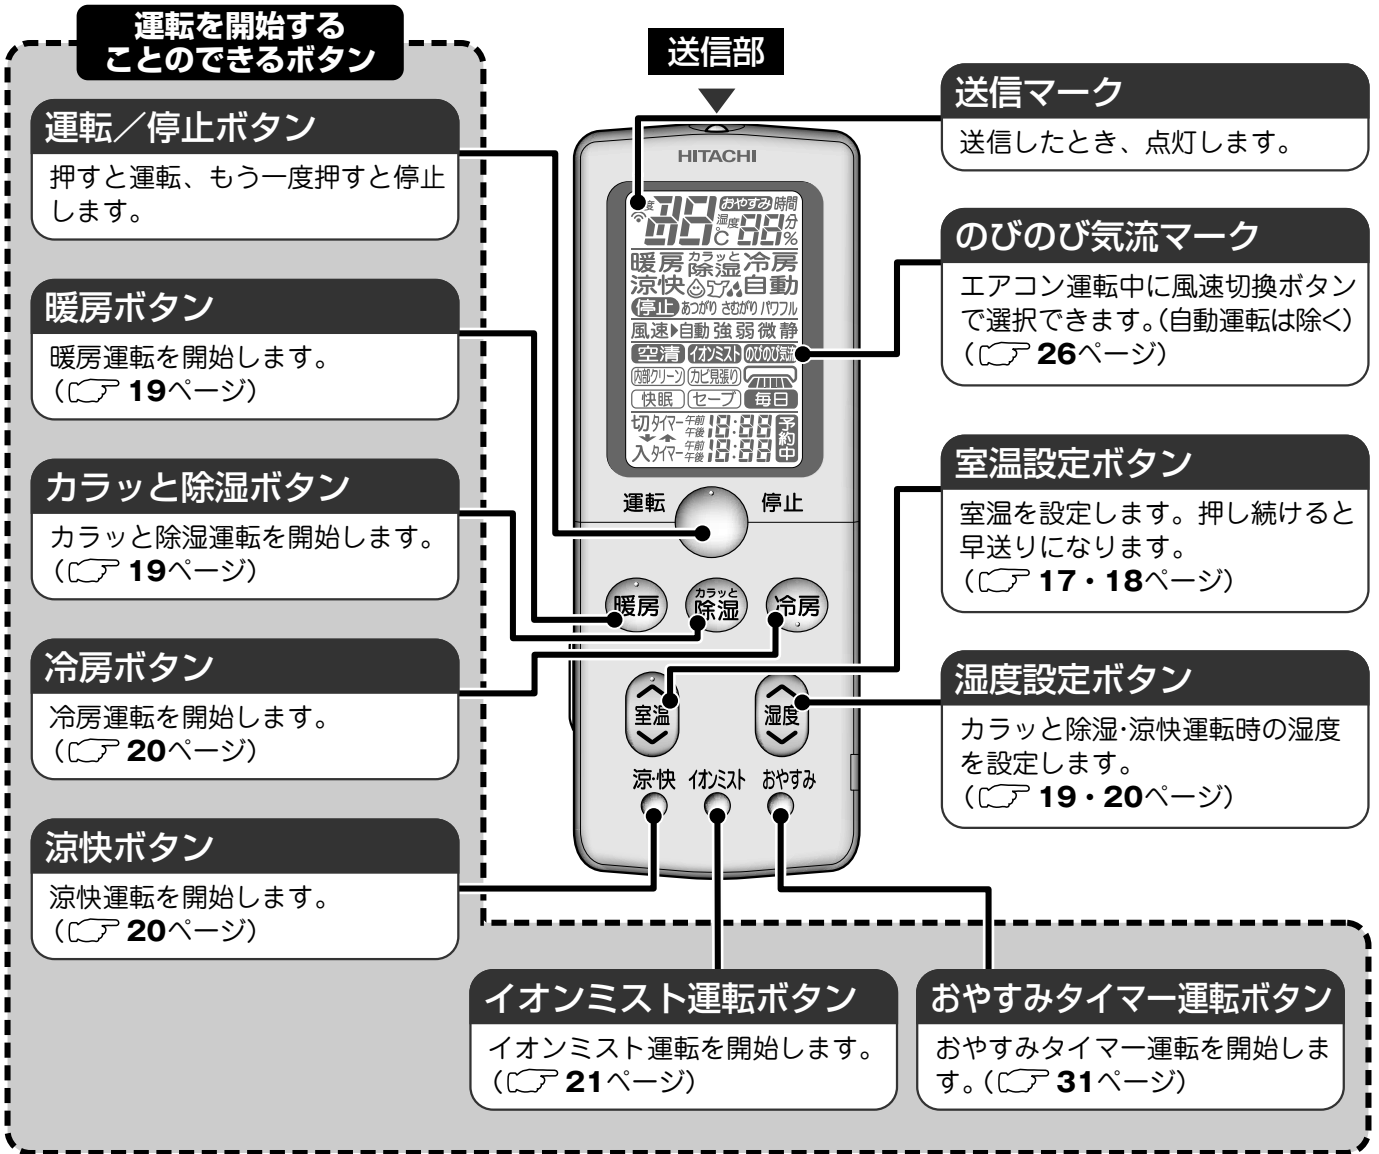 運転を開始する
ことのできるボタン
運転／停止ボタン
押すと運転、もう一度押すと停止
します。
暖房ボタン
暖房運転を開始します。
（ 19ページ）
カラッと除湿ボタン
カラッと除湿運転を開始します。
（ 19ページ）
冷房ボタン
冷房運転を開始します。
（ 20ページ）
涼快ボタン
涼快運転を開始します。
（ 20ページ）
送信部
HITACHI
度 おやすみ 時間
湿度 分
℃ 88 %
暖房 カラッと除湿 冷房
涼快 自動
停止 あつがり さむがり パワフル
風速▶自動 強 弱 微 静
空清 イオンミスト のびのび気流
内部クリーン カビ見張り
快眠 セーブ 毎日
切タイマー 午前 午後 18:88 予約中
入タイマー 午前 午後 18:88
運転 停止
暖房 カラッと除湿 冷房
室温 湿度
涼・快 イオンミスト おやすみ
送信マーク
送信したとき、点灯します。
のびのび気流マーク
エアコン運転中に風速切換ボタン
で選択できます。（自動運転は除く）
（ 26ページ）
室温設定ボタン
室温を設定します。押し続けると
早送りになります。
（ 17・18ページ）
湿度設定ボタン
カラッと除湿・涼快運転時の湿度
を設定します。
（ 19・20ページ）
イオンミスト運転ボタン
イオンミスト運転を開始します。
（ 21ページ）
おやすみタイマー運転ボタン
おやすみタイマー運転を開始しま
す。（ 31ページ）